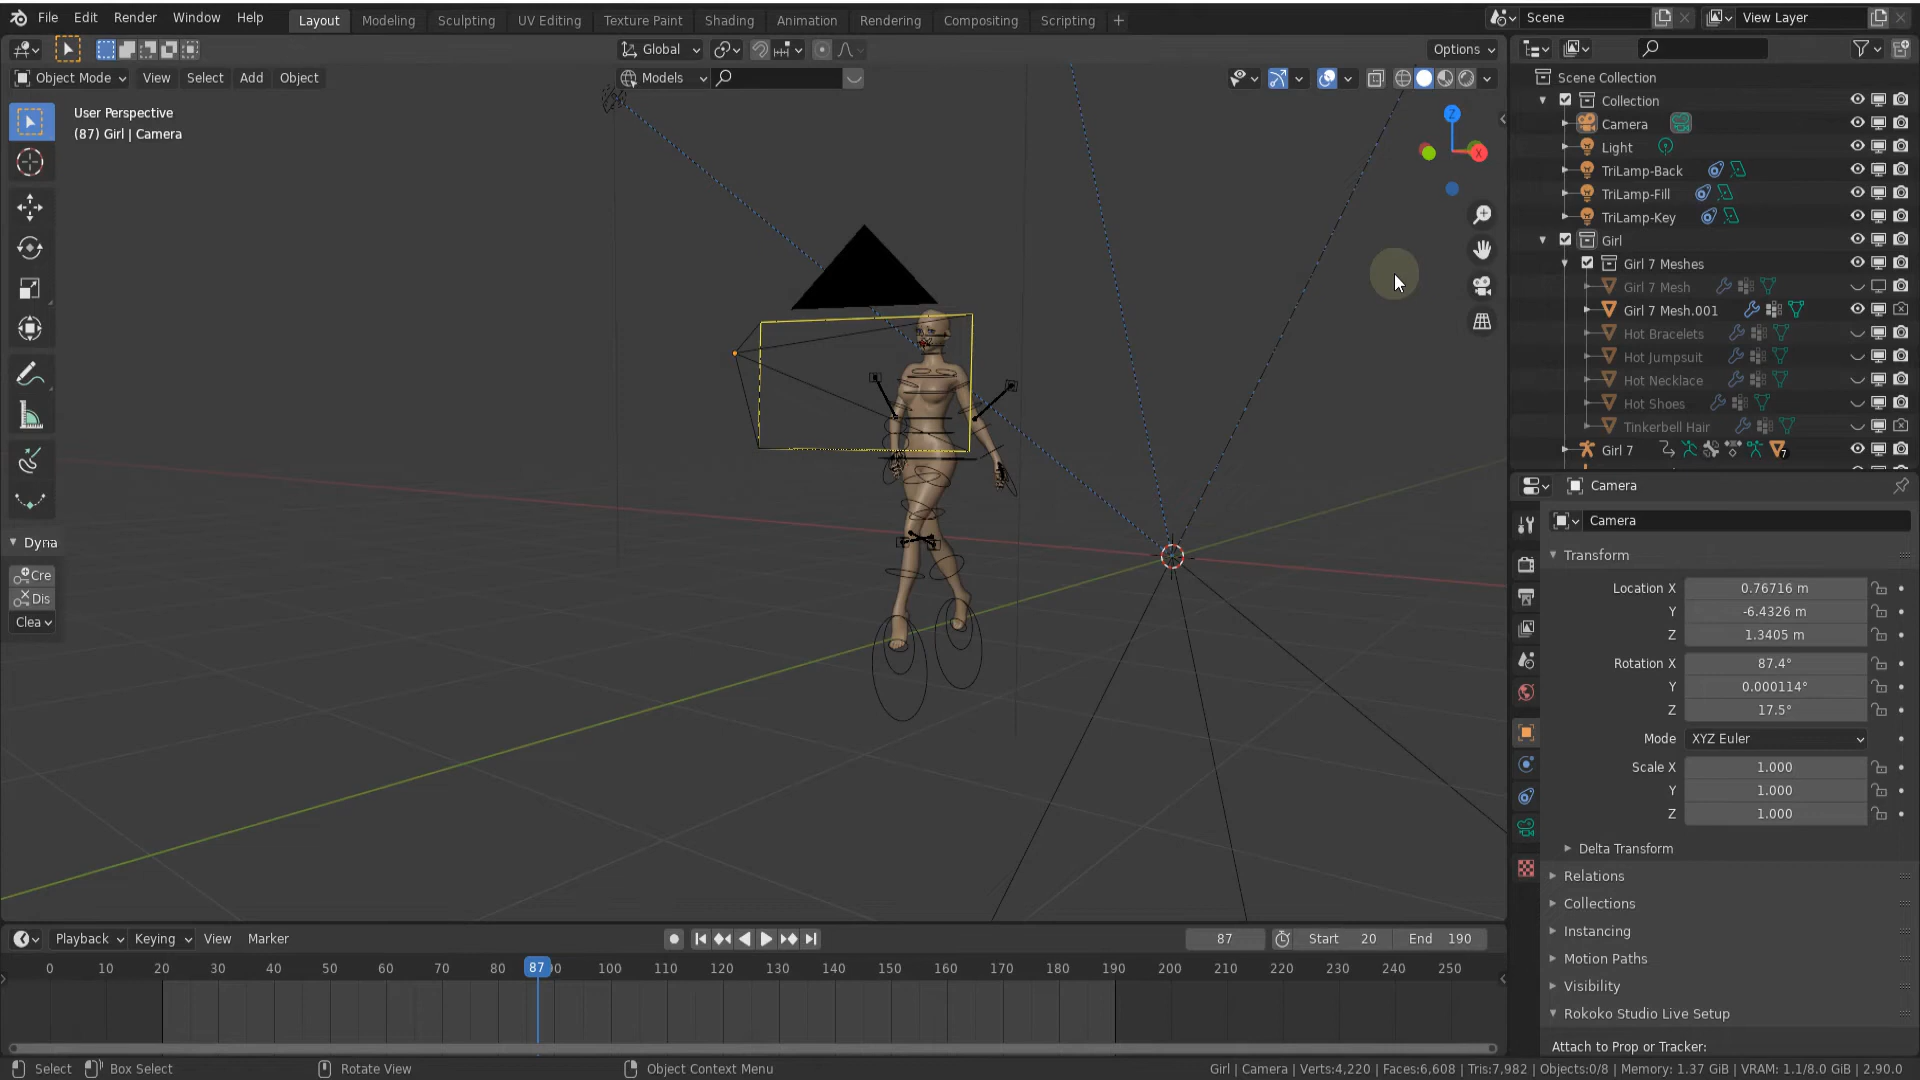 File Edit Render Window Help
Layout Modeling Sculpting UV Editing Texture Paint Shading Animation Rendering Compositing Scripting +
Scene
View Layer
Global
Options
Object Mode View Select Add Object
Models
User Perspective
(87) Girl | Camera
Z
X
Dyna
Cre
Dis
Clea
Scene Collection
Collection
Camera
Light
TriLamp-Back
TriLamp-Fill
TriLamp-Key
Girl
Girl 7 Meshes
Girl 7 Mesh
Girl 7 Mesh.001
Hot Bracelets
Hot Jumpsuit
Hot Necklace
Hot Shoes
Tinkerbell Hair
Girl 7
7
Camera
Camera
Transform
Location X 0.76716 m
Y -6.4326 m
Z 1.3405 m
Rotation X 87.4°
Y 0.000114°
Z 17.5°
Mode XYZ Euler
Scale X 1.000
Y 1.000
Z 1.000
Delta Transform
Relations
Collections
Instancing
Motion Paths
Visibility
Rokoko Studio Live Setup
Attach to Prop or Tracker:
Playback Keying View Marker
87 Start 20 End 190
0 10 20 30 40 50 60 70 80 87 100 110 120 130 140 150 160 170 180 190 200 210 220 230 240 250
Select Box Select Rotate View Object Context Menu
Girl | Camera | Verts:4,220 | Faces:6,608 | Tris:7,982 | Objects:0/8 | Memory: 1.37 GiB | VRAM: 1.1/8.0 GiB | 2.90.0